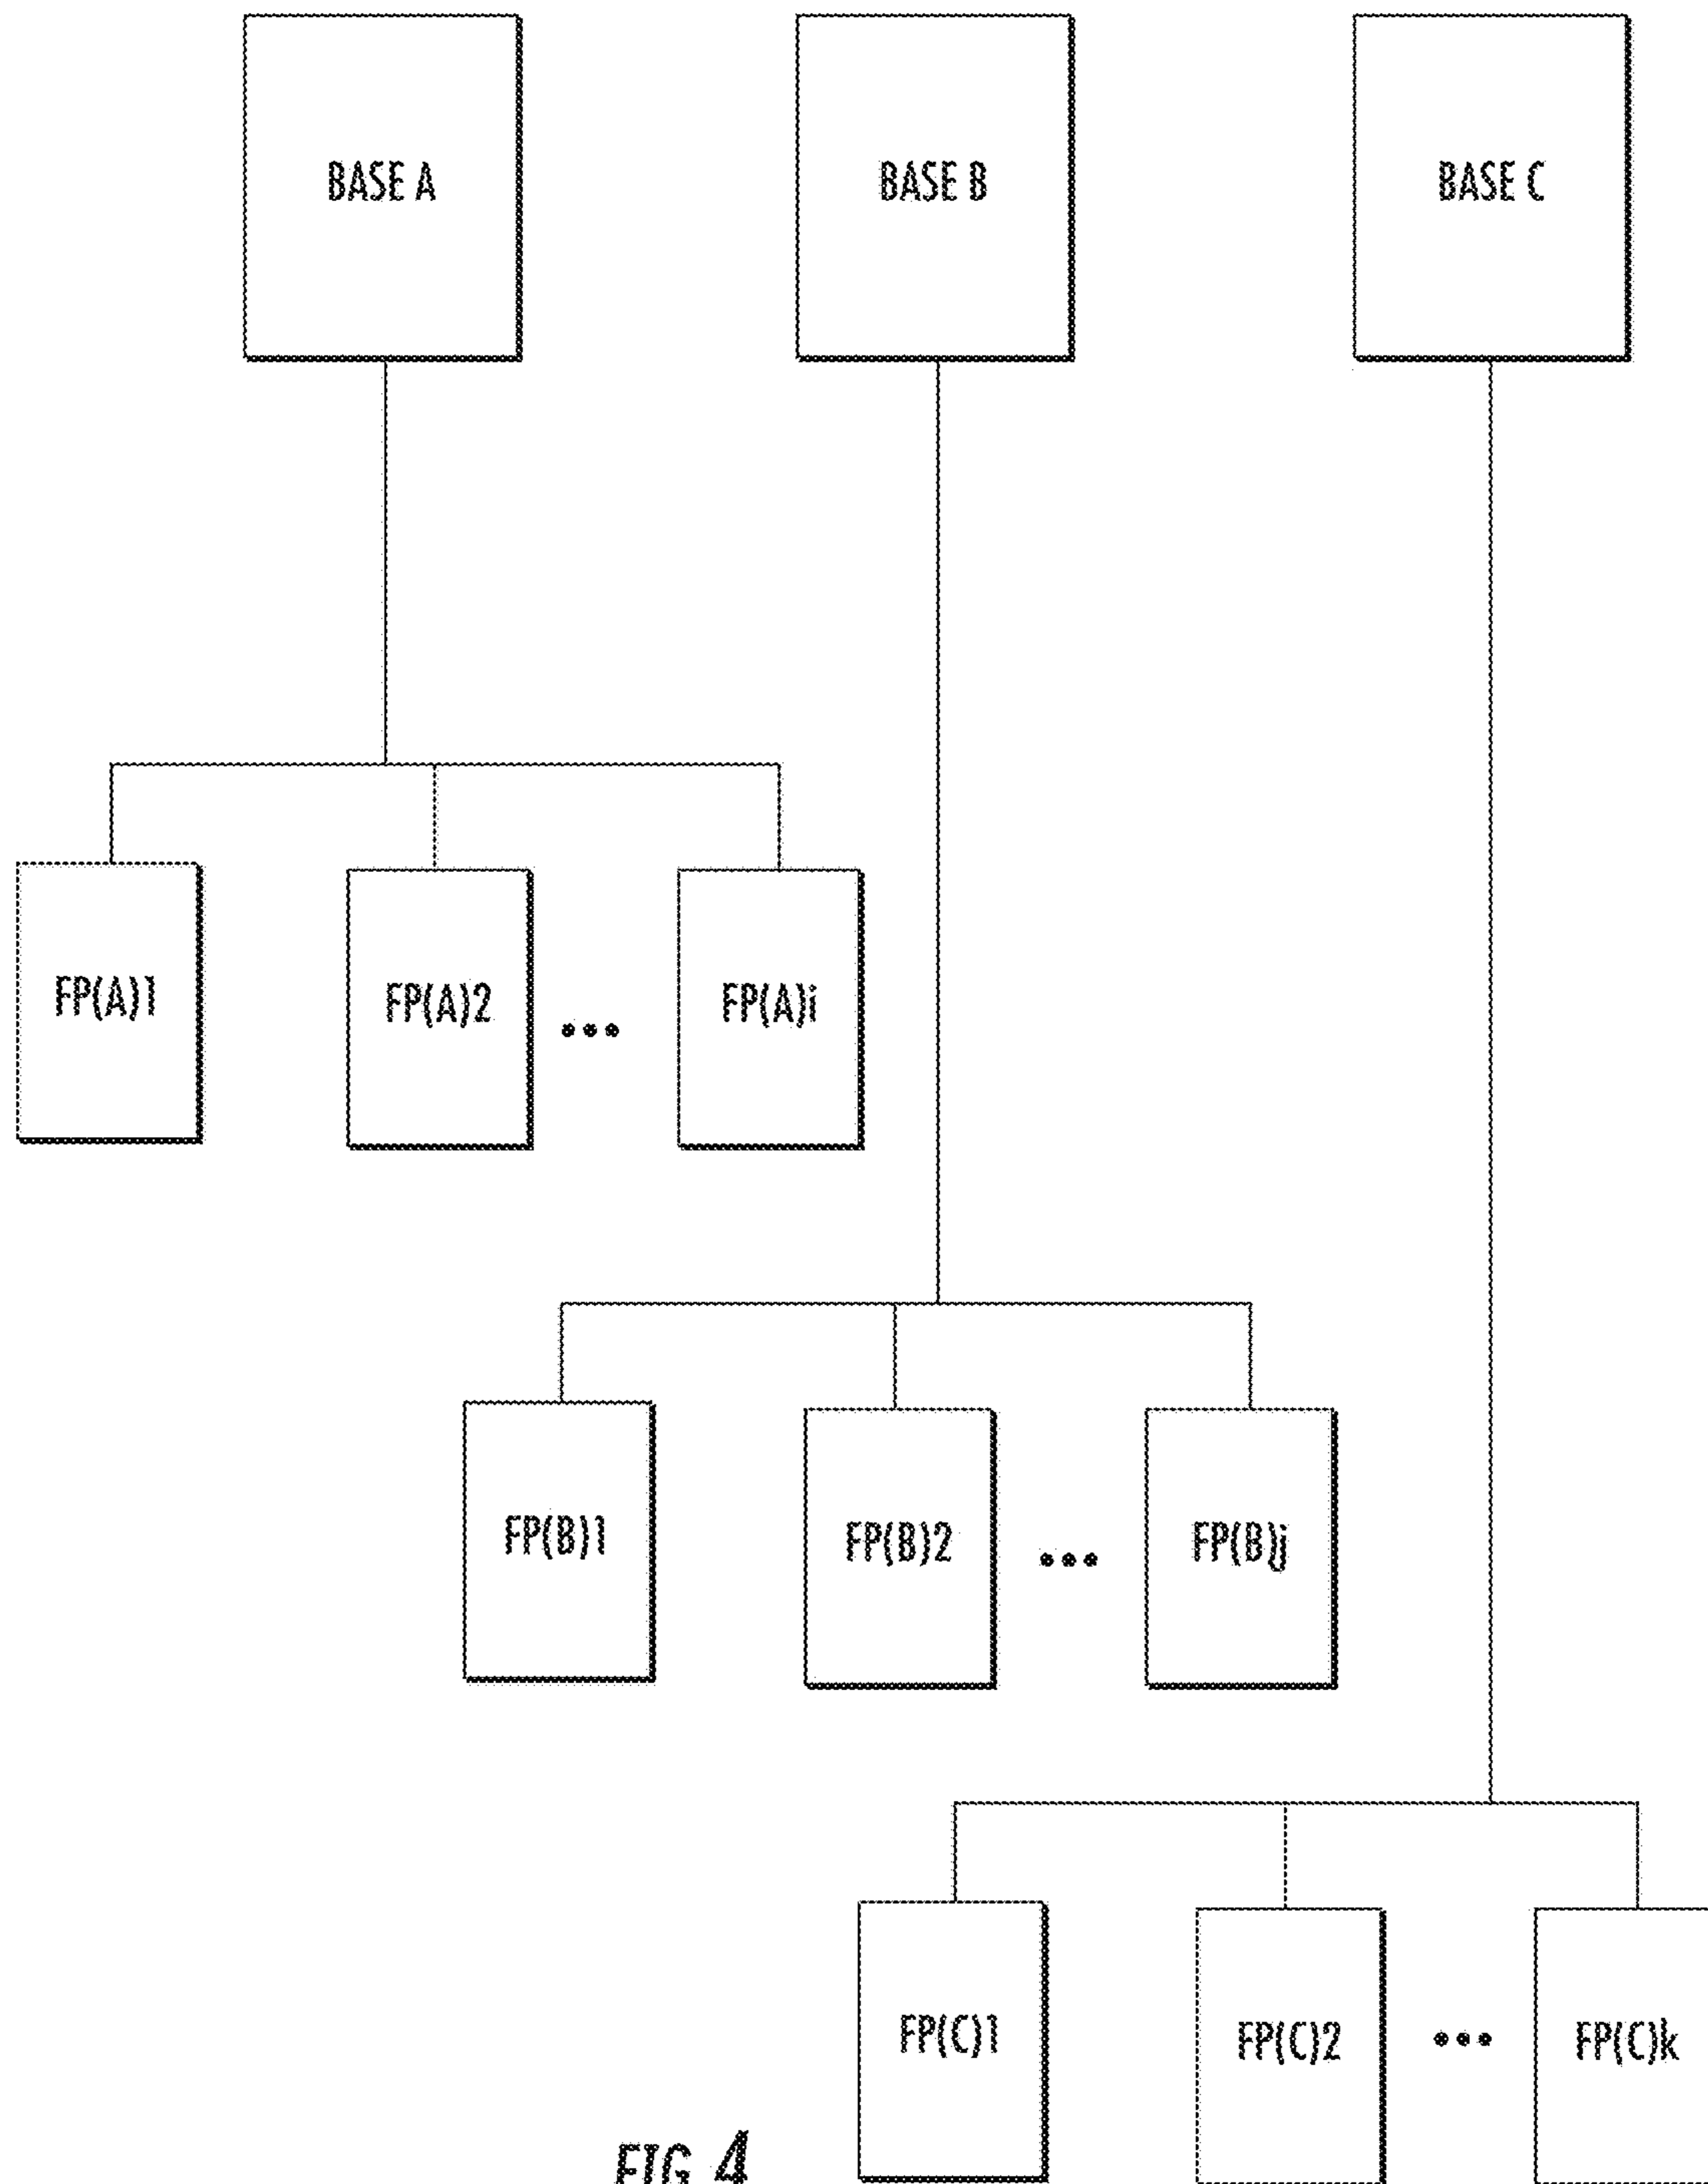 BASE A BASE B BASE C
FP(A)1 FP(A)2 ... FP(A)i
FP(B)1 FP(B)2 ... FP(B)j
FP(C)1 FP(C)2 ... FP(C)k
FIG. 4